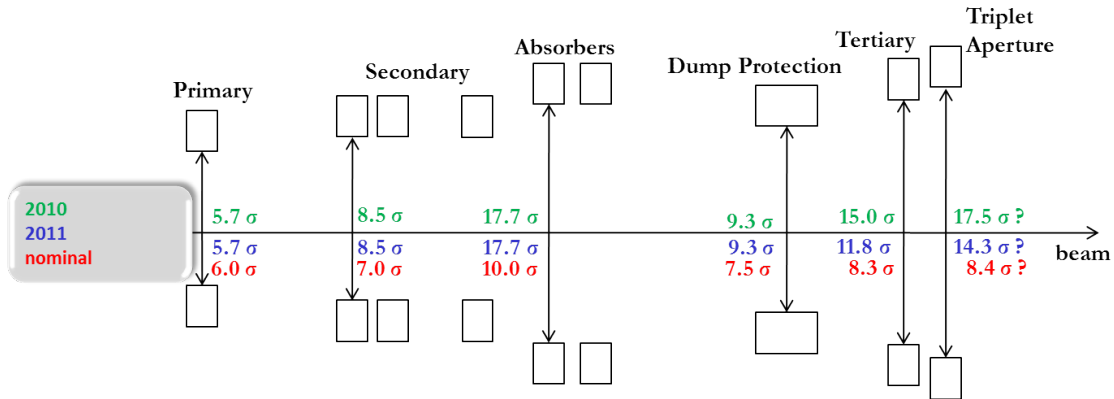 Triplet
Aperture
Absorbers
Tertiary
Dump Protection
Secondary
Primary
2010
2011
nominal
5.7 σ
8.5 σ
17.7 σ
9.3 σ
15.0 σ
17.5 σ ?
5.7 σ
8.5 σ
17.7 σ
9.3 σ
11.8 σ
14.3 σ ?
6.0 σ
7.0 σ
10.0 σ
7.5 σ
8.3 σ
8.4 σ ?
beam